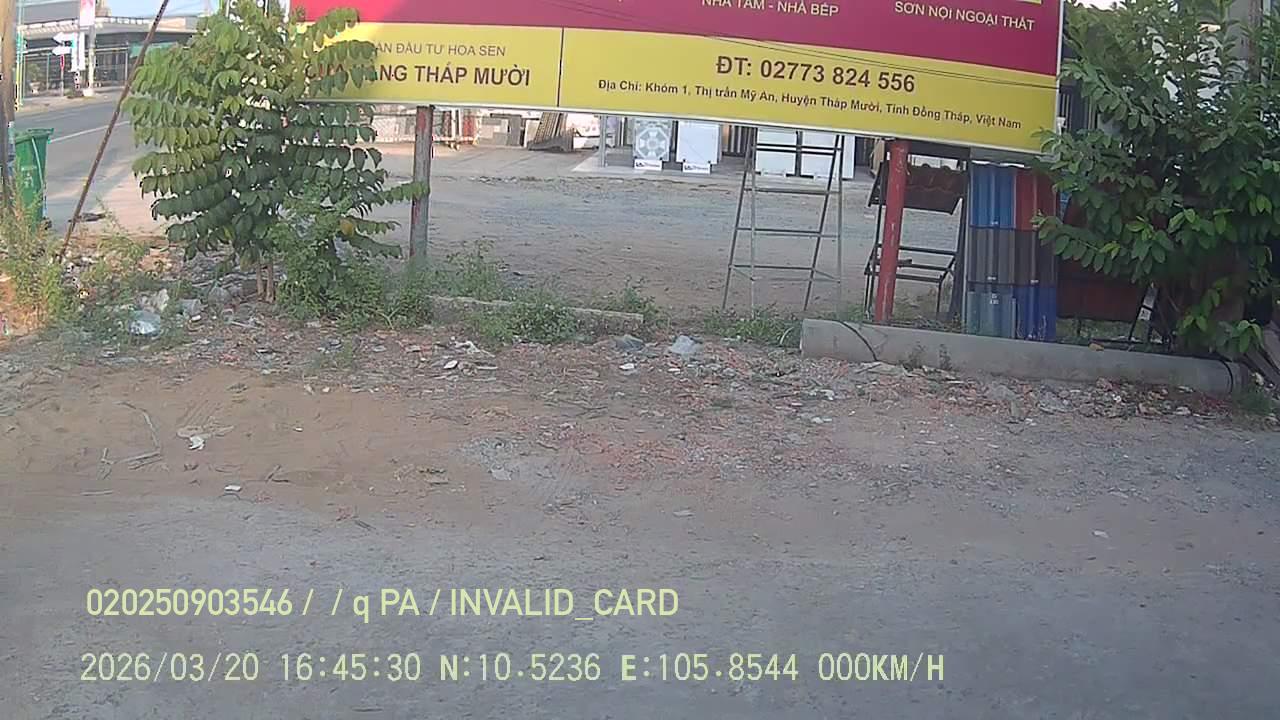 NHÀ TẮM - NHÀ BẾP
SƠN NỘI NGOẠI THẤT
ĐẦU TƯ HOA SEN
THÁP MƯỜI
ĐT: 02773 824 556
Địa Chỉ: Khóm 1, Thị trấn Mỹ An, Huyện Tháp Mười, Tỉnh Đồng Tháp, Việt Nam
020250903546 / / q PA / INVALID_CARD
2026/03/20 16:45:30 N:10.5236 E:105.8544 000KM/H